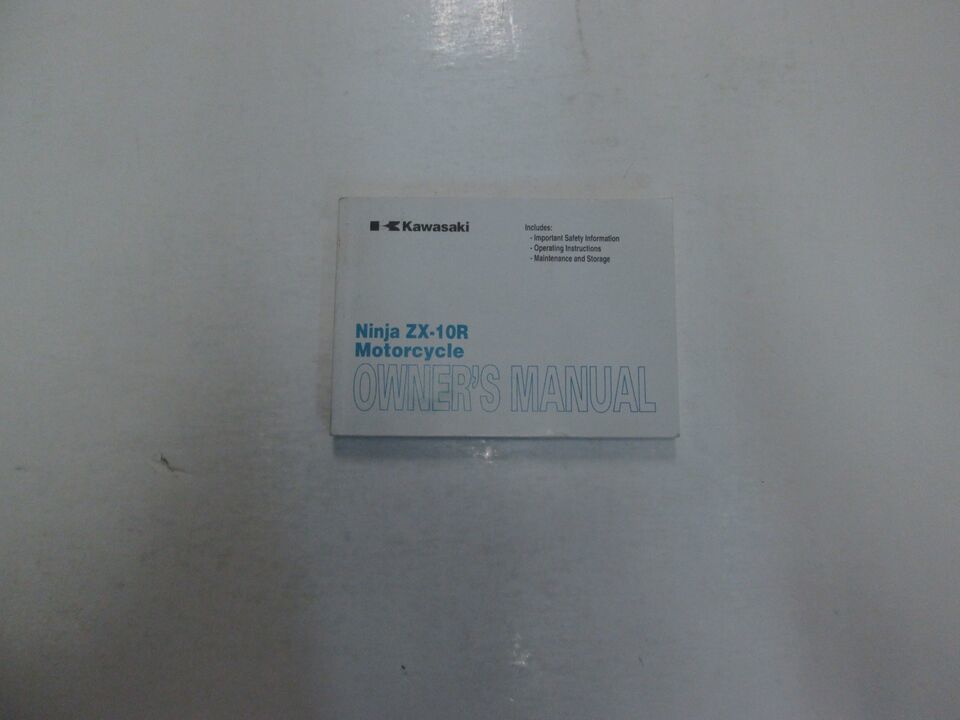 Kawasaki
Includes:
- Important Safety Information
- Operating Instructions
- Maintenance and Storage
Ninja ZX-10R
Motorcycle
OWNER'S MANUAL